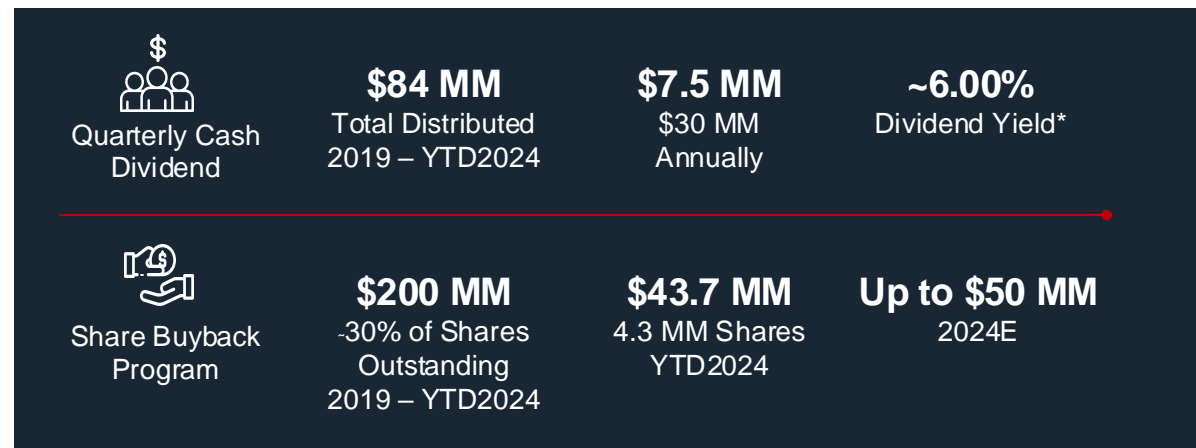 $
Quarterly Cash
Dividend
$84 MM
Total Distributed
2019 – YTD2024
$7.5 MM
$30 MM
Annually
~6.00%
Dividend Yield*
$
Share Buyback
Program
$200 MM
~30% of Shares
Outstanding
2019 – YTD2024
$43.7 MM
4.3 MM Shares
YTD2024
Up to $50 MM
2024E